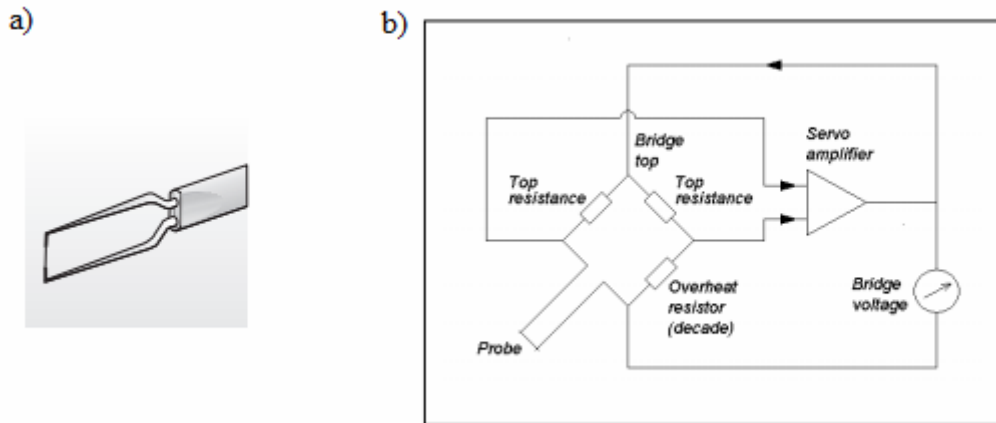 a)
b)
Servo
amplifier
Bridge
top
Top
resistance
Top
resistance
Overheat
resistor
(decade)
Bridge
voltage
Probe